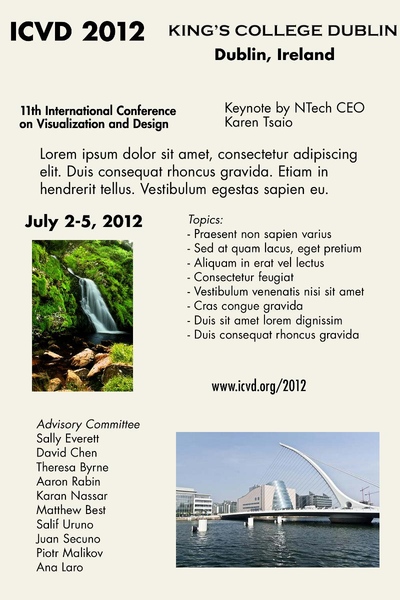 ICVD 2012
KING'S COLLEGE DUBLIN
Dublin, Ireland
11th International Conference
on Visualization and Design
Keynote by NTech CEO
Karen Tsaio
Lorem ipsum dolor sit amet, consectetur adipiscing
elit. Duis consequat rhoncus gravida. Etiam in
hendrerit tellus. Vestibulum egestas sapien eu.
July 2-5, 2012
Topics:
- Praesent non sapien varius
- Sed at quam lacus, eget pretium
- Aliquam in erat vel lectus
- Consectetur feugiat
- Vestibulum venenatis nisi sit amet
- Cras congue gravida
- Duis sit amet lorem dignissim
- Duis consequat rhoncus gravida
www.icvd.org/2012
Advisory Committee
Sally Everett
David Chen
Theresa Byrne
Aaron Rabin
Karan Nassar
Matthew Best
Salif Uruno
Juan Secuno
Piotr Malikov
Ana Laro